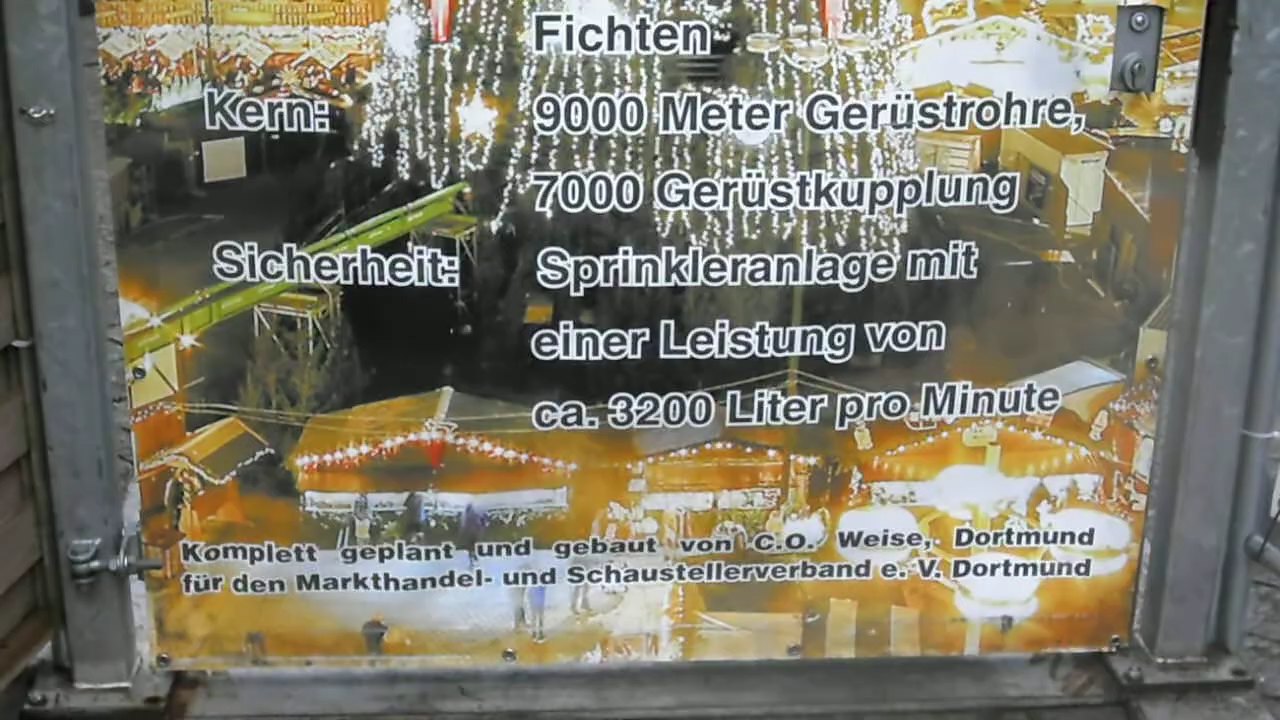 Fichten
Kern: 9000 Meter Gerüstrohre,
7000 Gerüstkupplung
Sicherheit: Sprinkleranlage mit
einer Leistung von
ca. 3200 Liter pro Minute
Komplett geplant und gebaut von C.O. Weise, Dortmund
für den Markthandel- und Schaustellerverband e. V. Dortmund